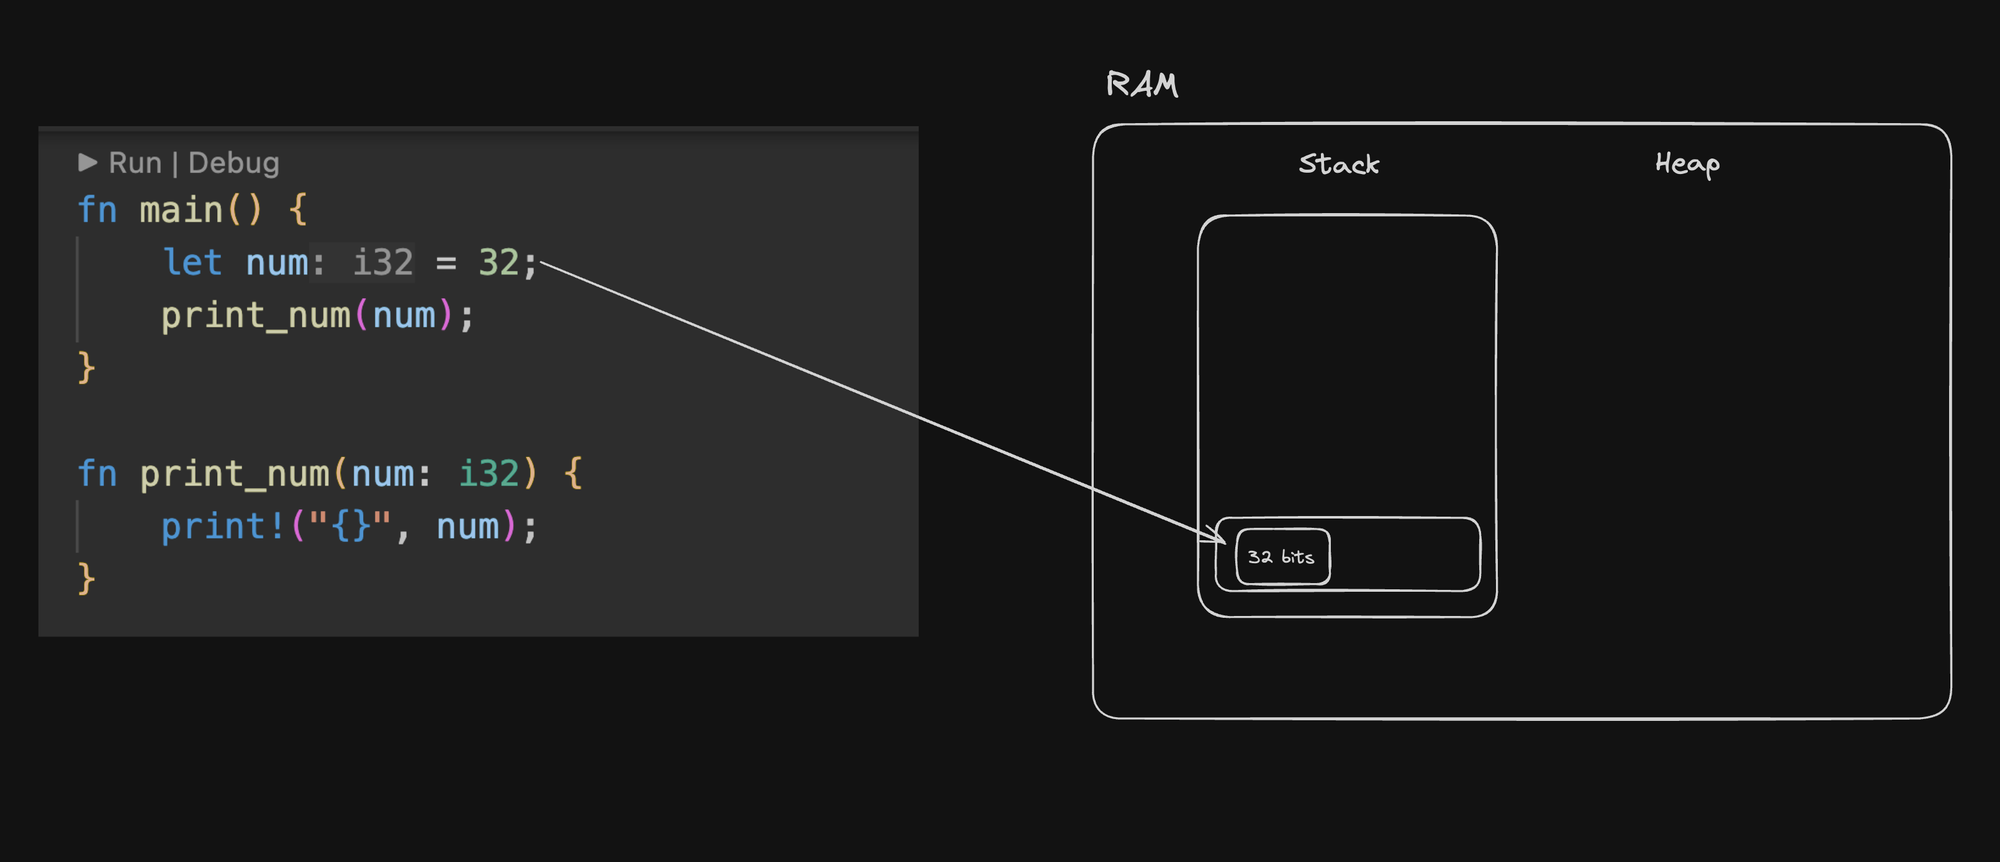 ▶ Run | Debug
fn main() {
    let num: i32 = 32;
    print_num(num);
}
fn print_num(num: i32) {
    print!("{}", num);
}
RAM
Stack
Heap
32 bits